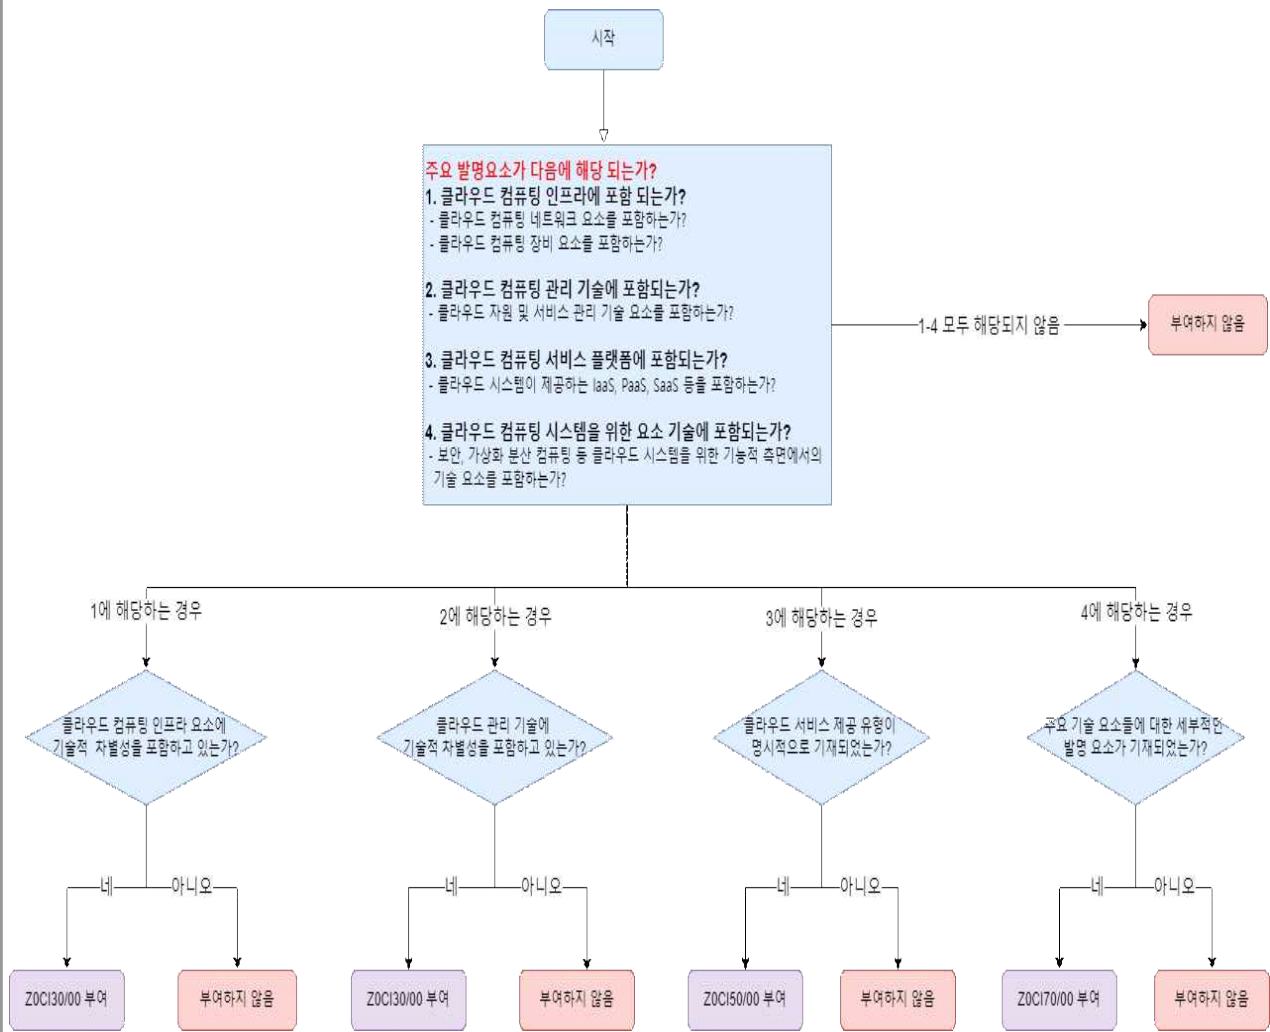 시작
주요 발명요소가 다음에 해당 되는가?
1. 클라우드 컴퓨팅 인프라에 포함 되는가?
- 클라우드 컴퓨팅 네트워크 요소를 포함하는가?
- 클라우드 컴퓨팅 장비 요소를 포함하는가?
2. 클라우드 컴퓨팅 관리 기술에 포함되는가?
- 클라우드 자원 및 서비스 관리 기술 요소를 포함하는가?
3. 클라우드 컴퓨팅 서비스 플랫폼에 포함되는가?
- 클라우드 시스템이 제공하는 IaaS, PaaS, SaaS 등을 포함하는가?
4. 클라우드 컴퓨팅 시스템을 위한 요소 기술에 포함되는가?
- 보안, 가상화 분산 컴퓨팅 등 클라우드 시스템을 위한 기능적 측면에서의
기술 요소를 포함하는가?
1-4 모두 해당되지 않음
부여하지 않음
1에 해당하는 경우
2에 해당하는 경우
3에 해당하는 경우
4에 해당하는 경우
클라우드 컴퓨팅 인프라 요소에
기술적 차별성을 포함하고 있는가?
클라우드 관리 기술에
기술적 차별성을 포함하고 있는가?
클라우드 서비스 제공 유형이
명시적으로 기재되었는가?
주요 기술 요소들에 대한 세부적인
발명 요소가 기재되었는가?
네
아니오
네
아니오
네
아니오
네
아니오
Z0CI30/00 부여
부여하지 않음
Z0CI30/00 부여
부여하지 않음
Z0CI50/00 부여
부여하지 않음
Z0CI70/00 부여
부여하지 않음